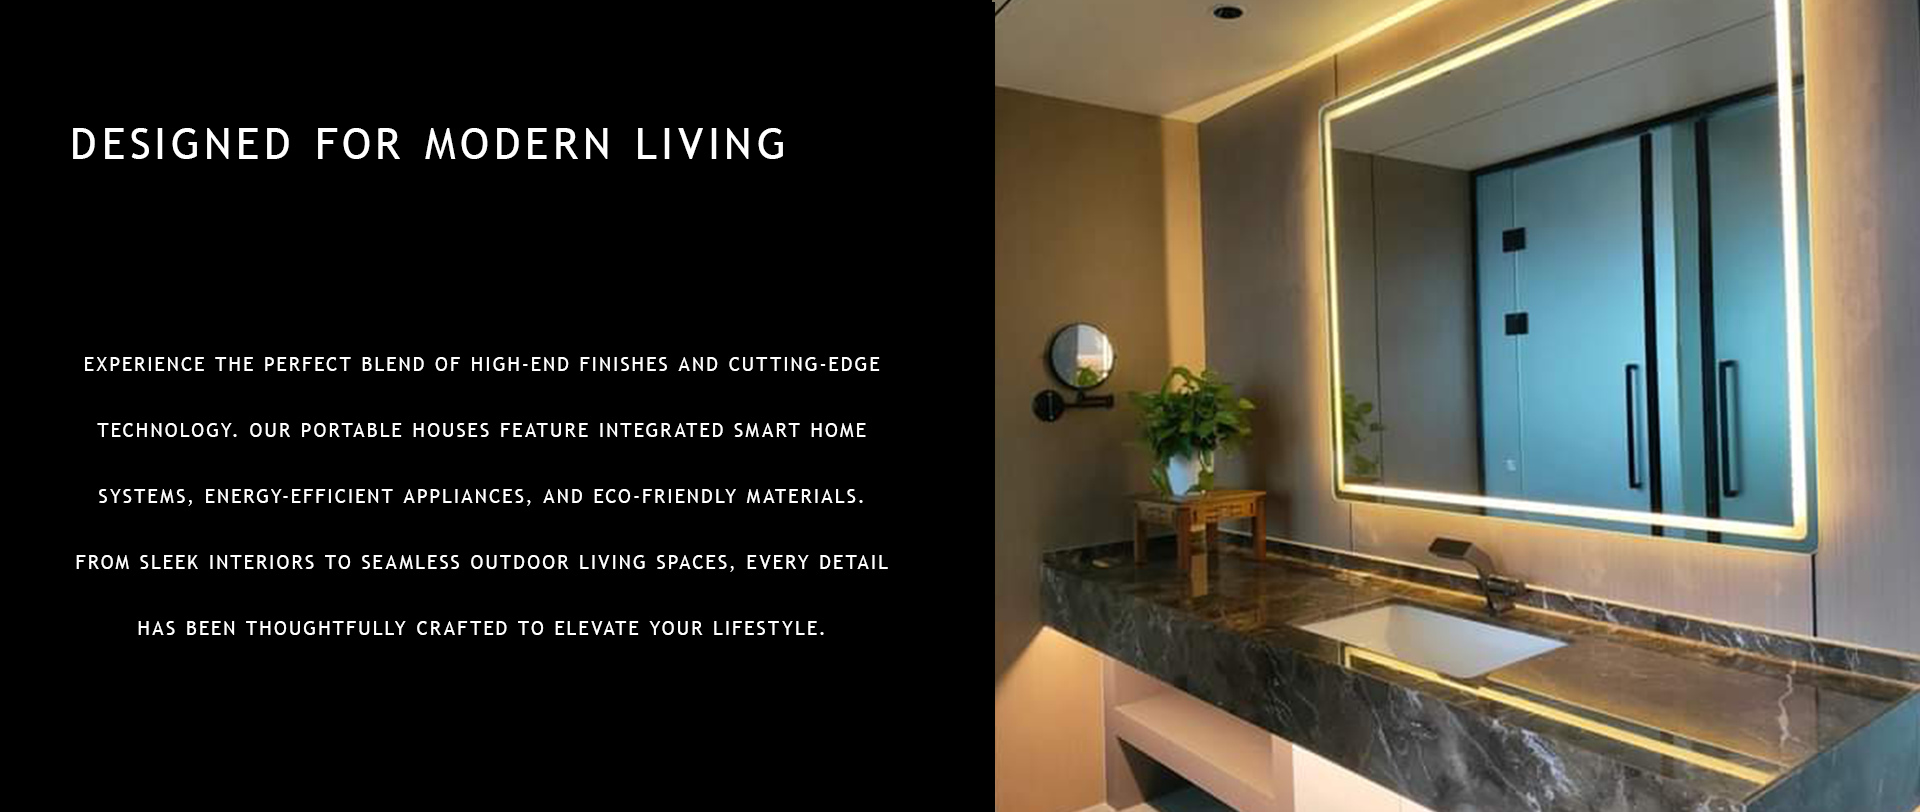 DESIGNED FOR MODERN LIVING
EXPERIENCE THE PERFECT BLEND OF HIGH-END FINISHES AND CUTTING-EDGE
TECHNOLOGY. OUR PORTABLE HOUSES FEATURE INTEGRATED SMART HOME
SYSTEMS, ENERGY-EFFICIENT APPLIANCES, AND ECO-FRIENDLY MATERIALS.
FROM SLEEK INTERIORS TO SEAMLESS OUTDOOR LIVING SPACES, EVERY DETAIL
HAS BEEN THOUGHTFULLY CRAFTED TO ELEVATE YOUR LIFESTYLE.